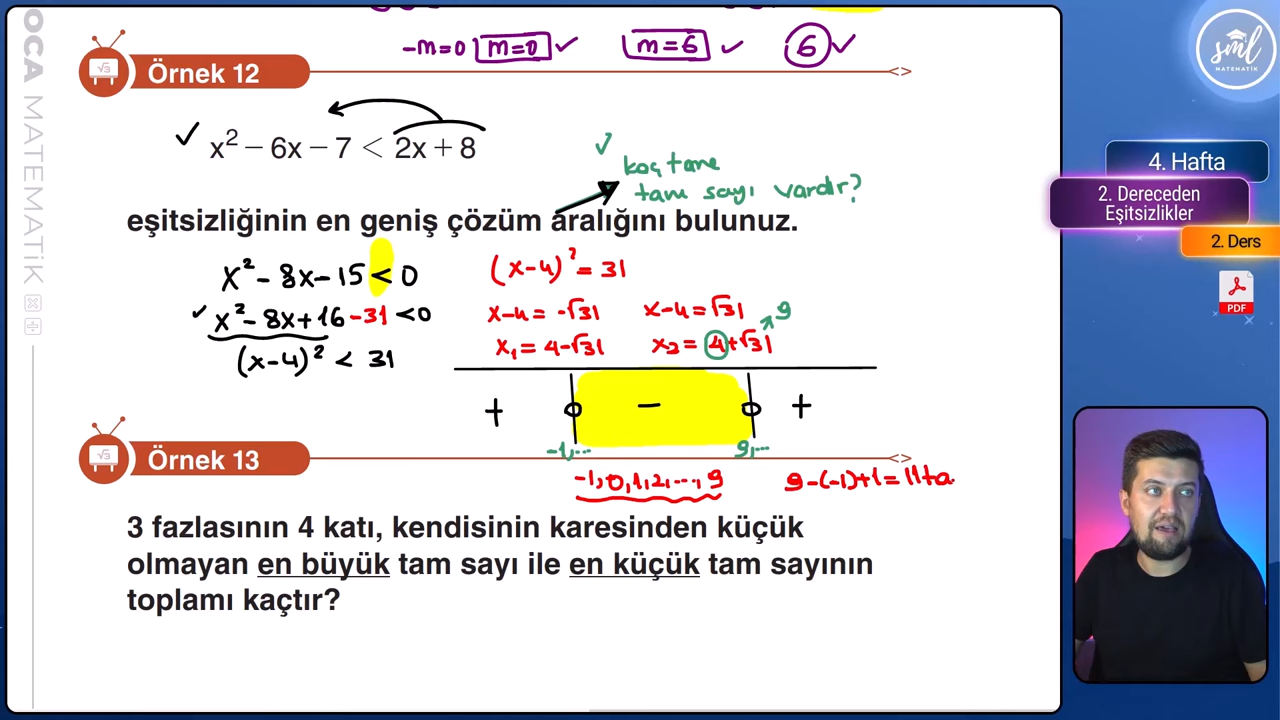 -m=0 m=0 ✓ m=6 ✓ 6 ✓
Örnek 12
x² − 6x − 7 < 2x + 8
kaç tane
tam sayı vardır?
eşitsizliğinin en geniş çözüm aralığını bulunuz.
x² - 8x - 15 < 0
x² - 8x + 16 - 31 < 0
(x-4)² < 31
(x-4)² = 31
x-4 = -√31 x-4 = √31
9
x₁ = 4-√31 x₂ = 4+√31
+ − +
-1,... 9,...
-1,0,1,2,...,9 9-(-1)+1=11 ta
Örnek 13
3 fazlasının 4 katı, kendisinin karesinden küçük
olmayan en büyük tam sayı ile en küçük tam sayının
toplamı kaçtır?
OCA MATEMATiK
sml
MATEMATİK
4. Hafta
2. Dereceden
Eşitsizlikler
2. Ders
PDF